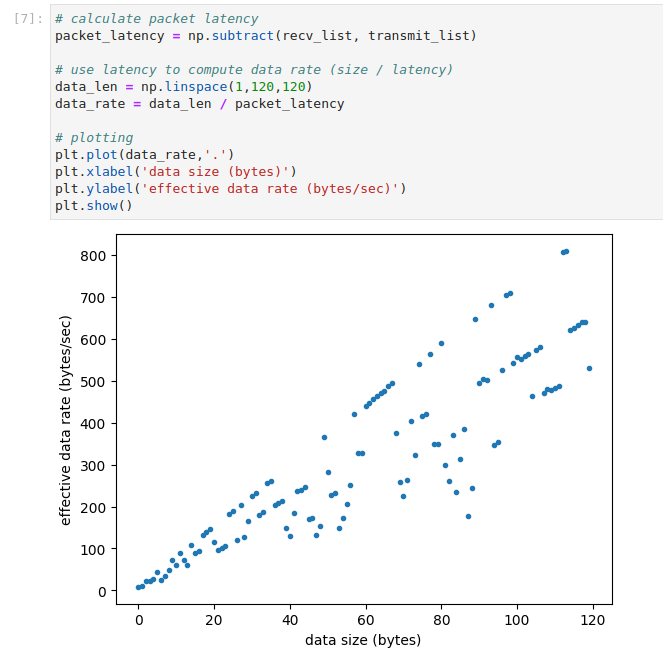 [7]:
# calculate packet latency
packet_latency = np.subtract(recv_list, transmit_list)
# use latency to compute data rate (size / latency)
data_len = np.linspace(1,120,120)
data_rate = data_len / packet_latency
# plotting
plt.plot(data_rate,'.')
plt.xlabel('data size (bytes)')
plt.ylabel('effective data rate (bytes/sec)')
plt.show()
effective data rate (bytes/sec)
800
700
600
500
400
300
200
100
0
0 20 40 60 80 100 120
data size (bytes)